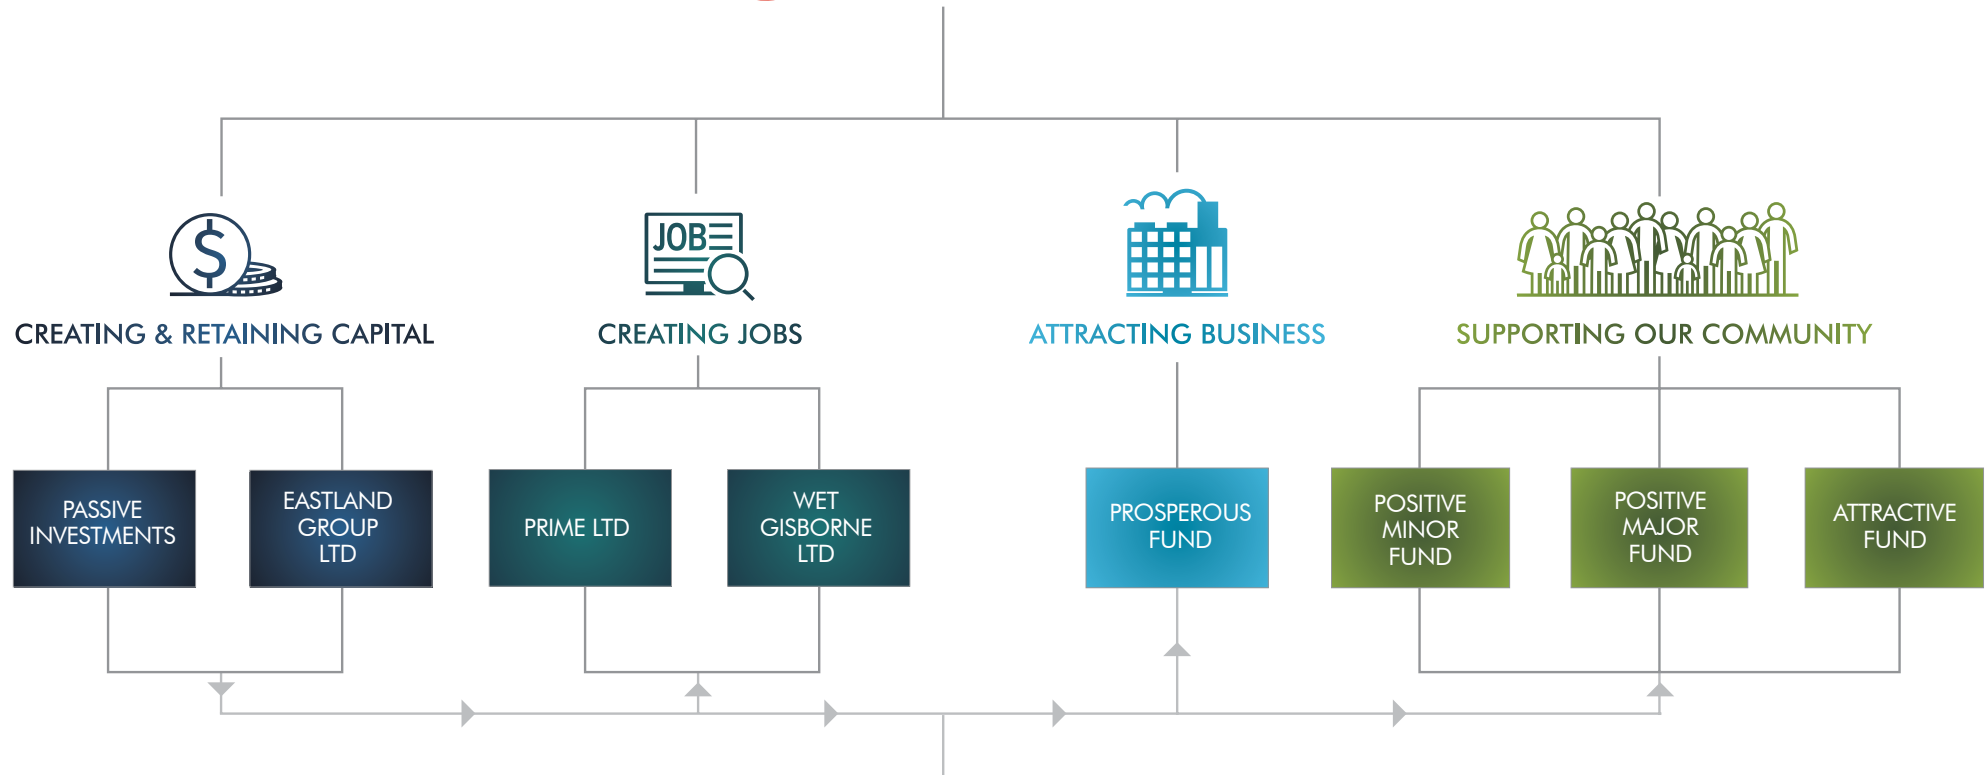 $
JOB
CREATING & RETAINING CAPITAL
CREATING JOBS
ATTRACTING BUSINESS
SUPPORTING OUR COMMUNITY
PASSIVE
INVESTMENTS
EASTLAND
GROUP
LTD
PRIME LTD
WET
GISBORNE
LTD
PROSPEROUS
FUND
POSITIVE
MINOR
FUND
POSITIVE
MAJOR
FUND
ATTRACTIVE
FUND